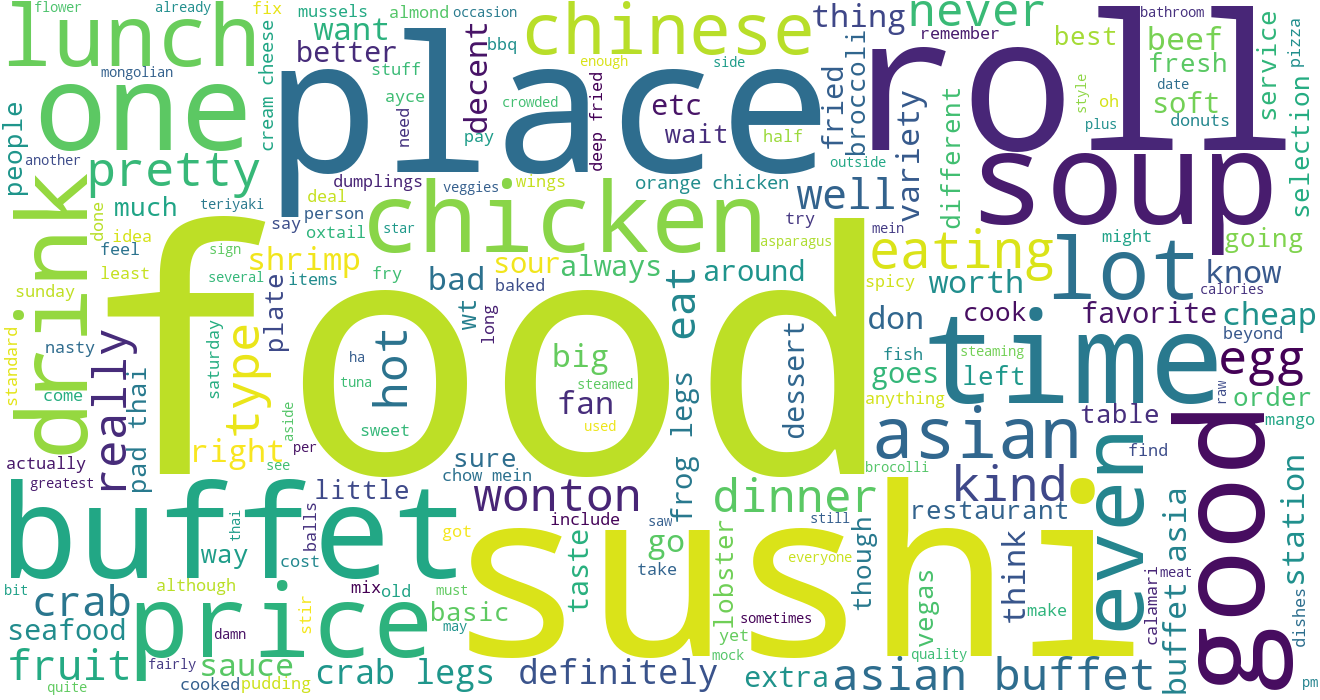 flower
already
fix
mussels
almond
occasion
lunch
chinese
thing
never
bathroom
want
remember
best
beef
pizza
better
decent
bbq
place
roll
fresh
service
mongolian
stuff
enough
side
style
date
cream cheese
one
ayce
crowded
deep fried
etc
fried
broccoli
oh
soft
need
pay
wait
half
variety
different
plus
donuts
selection
people
another
pretty
outside
soup
dumplings
veggies
wings
orange chicken
well
drink
much
teriyaki
deal
person
say
chicken
try
mein
done
idea
sign
oxtail
star
asparagus
eating
lot
might
going
feel
shrimp
fry
sour
always
around
least
several
items
bad
baked
spicy
worth
know
calories
sunday
plate
wt
long
eat
food
don
cook
favorite
cheap
standard
nasty
really
saturday
type
hot
ha
big
dessert
fish
steaming
time
beyond
egg
tuna
steamed
goes
left
come
pad thai
fan
anything
raw
order
aside
sweet
used
frog legs
asian
table
mango
right
per
find
actually
see
sure
chow mein
brocolli
even
good
greatest
buffet
little
wonton
dinner
kind
thai
balls
include
saw
still
restaurant
buffet asia
station
way
got
sushi
go
lobster
everyone
though
think
cost
taste
bit
although
mix
old
must
take
vegas
make
calamari
meat
crab
price
stir
basic
sometimes
dishes
seafood
damn
may
yet
mock
quality
fruit
fairly
sauce
crab legs
definitely
extra
asian buffet
quite
cooked
pudding
pm